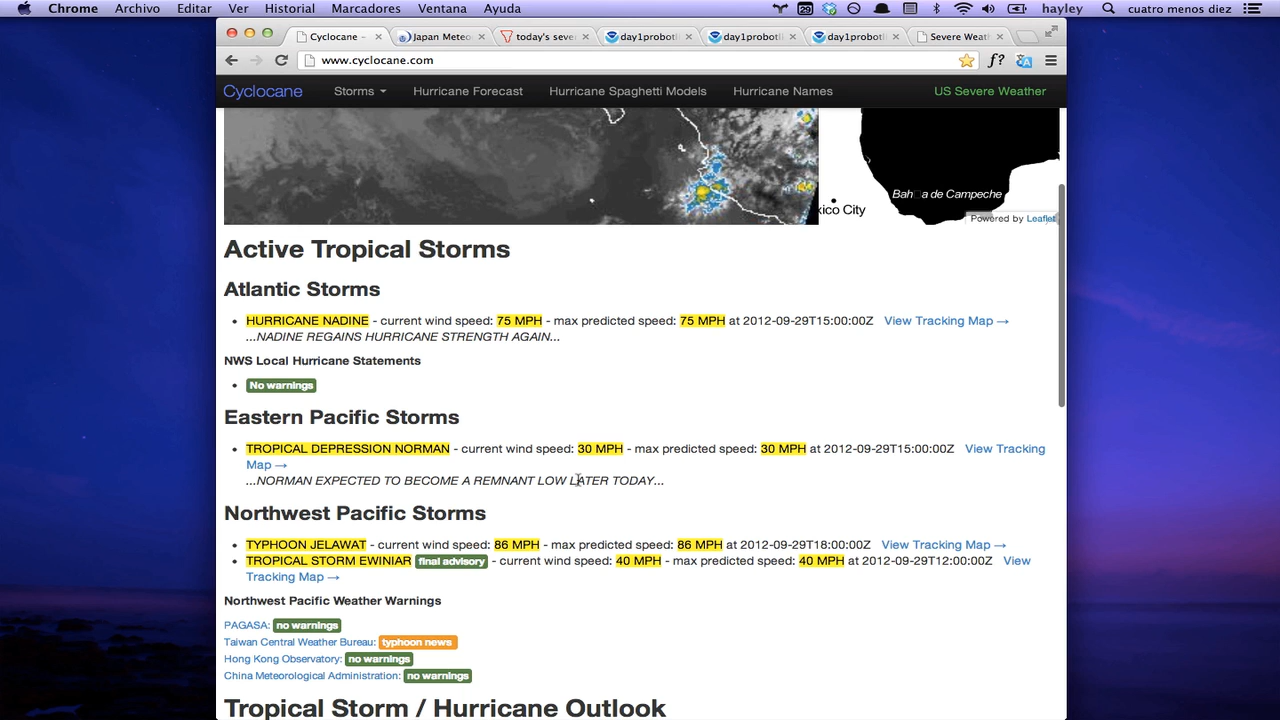 Chrome Archivo Editar Ver Historial Marcadores Ventana Ayuda 29 hayley cuatro menos diez
Cyclocane – Japan Meteo today's seve day1probotl day1probotl day1probotl Severe Weat
www.cyclocane.com f?
Cyclocane Storms Hurricane Forecast Hurricane Spaghetti Models Hurricane Names US Severe Weather
Bah□a de Campeche
xico City
Powered by Leaflet
Active Tropical Storms
Atlantic Storms
HURRICANE NADINE - current wind speed: 75 MPH - max predicted speed: 75 MPH at 2012-09-29T15:00:00Z View Tracking Map →
...NADINE REGAINS HURRICANE STRENGTH AGAIN...
NWS Local Hurricane Statements
No warnings
Eastern Pacific Storms
TROPICAL DEPRESSION NORMAN - current wind speed: 30 MPH - max predicted speed: 30 MPH at 2012-09-29T15:00:00Z View Tracking
Map →
...NORMAN EXPECTED TO BECOME A REMNANT LOW LATER TODAY...
Northwest Pacific Storms
TYPHOON JELAWAT - current wind speed: 86 MPH - max predicted speed: 86 MPH at 2012-09-29T18:00:00Z View Tracking Map →
TROPICAL STORM EWINIAR final advisory - current wind speed: 40 MPH - max predicted speed: 40 MPH at 2012-09-29T12:00:00Z View
Tracking Map →
Northwest Pacific Weather Warnings
PAGASA: no warnings
Taiwan Central Weather Bureau: typhoon news
Hong Kong Observatory: no warnings
China Meteorological Administration: no warnings
Tropical Storm / Hurricane Outlook